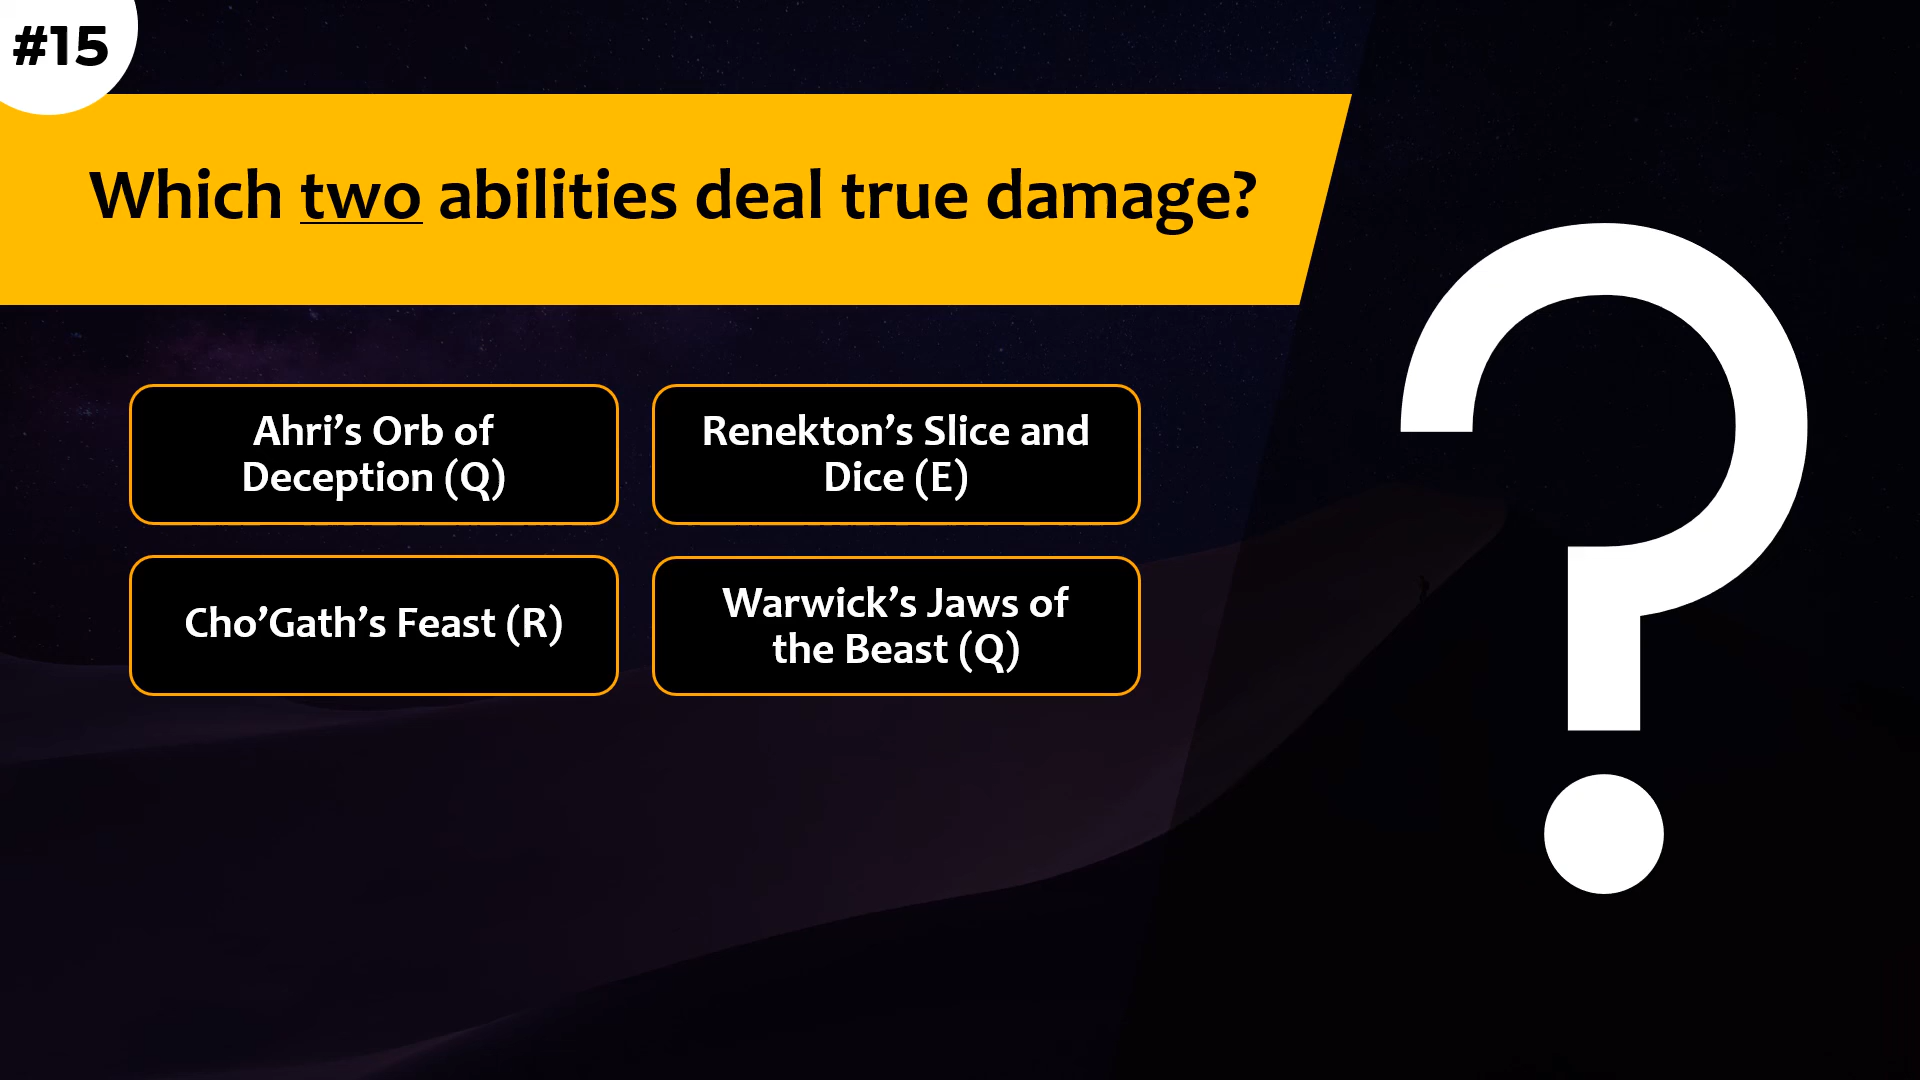 #15
Which two abilities deal true damage?
Ahri’s Orb of
Deception (Q)
Renekton’s Slice and
Dice (E)
Cho’Gath’s Feast (R)
Warwick’s Jaws of
the Beast (Q)
?